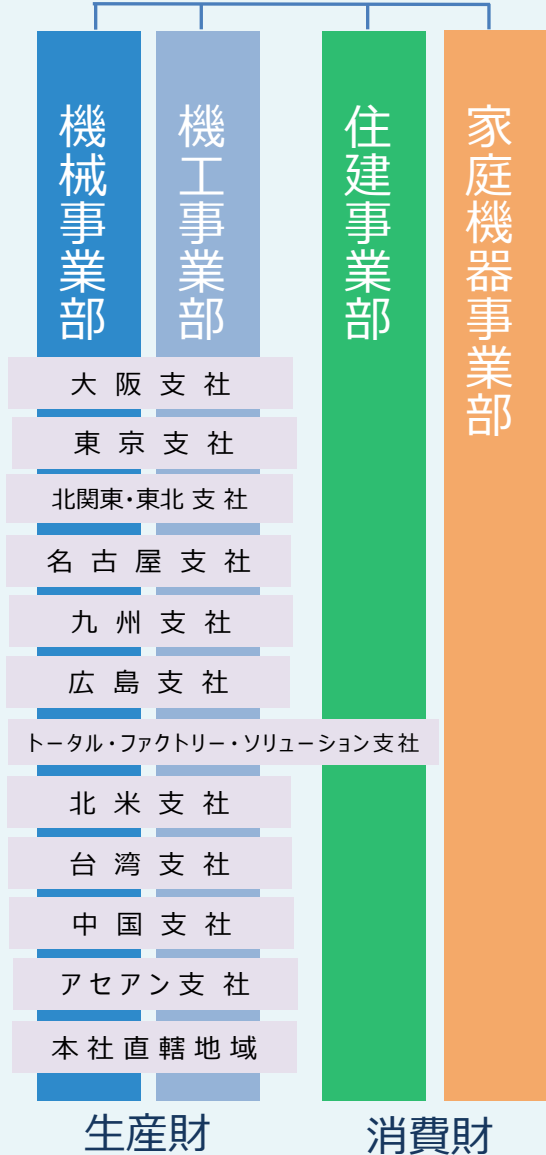 機械事業部
機工事業部
住建事業部
家庭機器事業部
大阪支社
東京支社
北関東・東北支社
名古屋支社
九州支社
広島支社
トータル・ファクトリー・ソリューション支社
北米支社
台湾支社
中国支社
アセアン支社
本社直轄地域
生産財
消費財